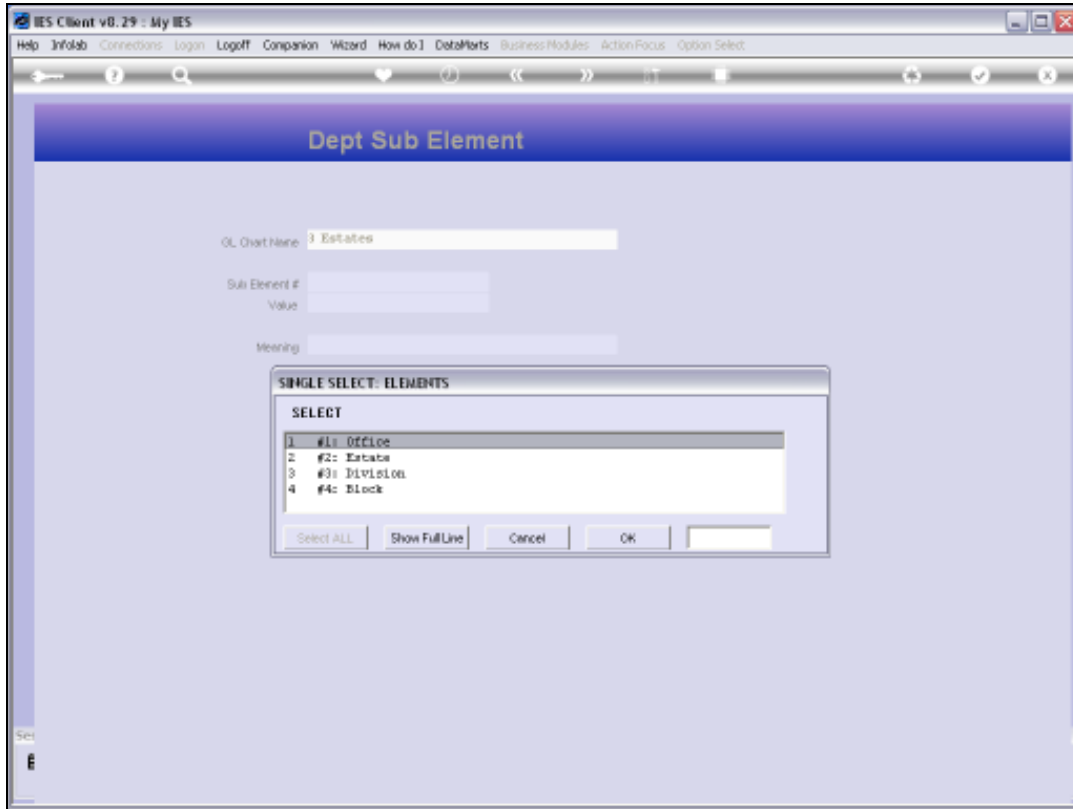 IES Client v8.29 : My IES
Help Infolab Connections Logon Logoff Companion Wizard How do I DataMarts Business Modules Action Focus Option Select
Dept Sub Element
GL Chart Name 3 Estates
Sub Element #
Value
Meaning
SINGLE SELECT: ELEMENTS
SELECT
1 #1: Office
2 #2: Estate
3 #3: Division
4 #4: Block
Select ALL Show Full Line Cancel OK